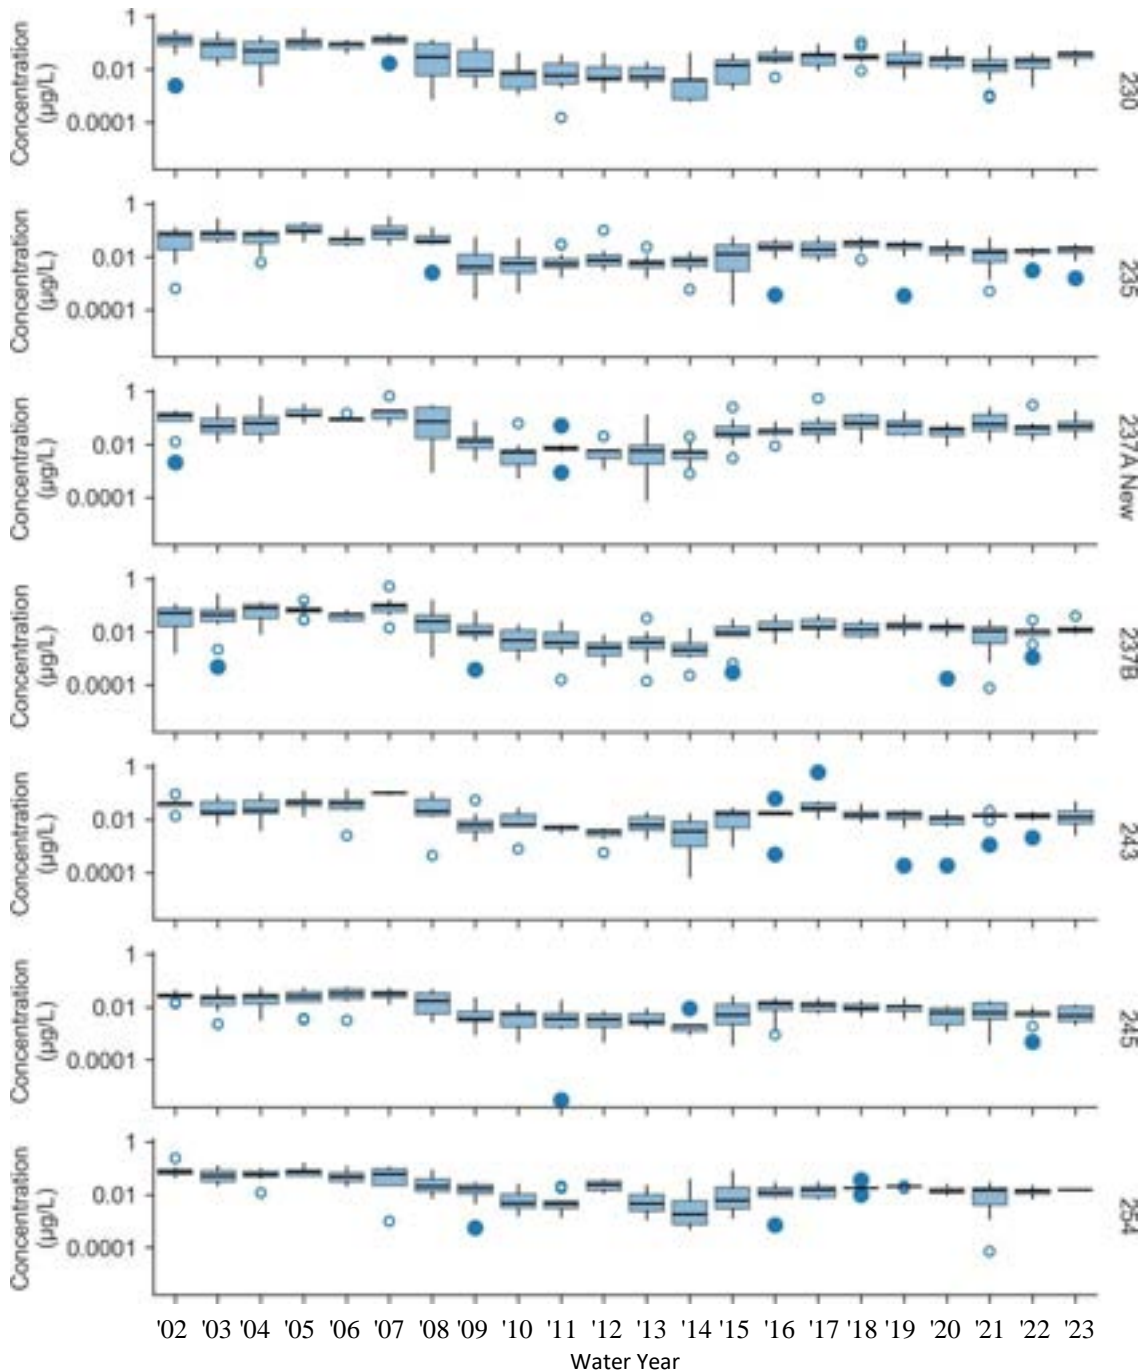 Concentration
(µg/L)
1
0.01
0.0001
230
Concentration
(µg/L)
1
0.01
0.0001
235
Concentration
(µg/L)
1
0.01
0.0001
237A New
Concentration
(µg/L)
1
0.01
0.0001
237B
Concentration
(µg/L)
1
0.01
0.0001
243
Concentration
(µg/L)
1
0.01
0.0001
245
Concentration
(µg/L)
1
0.01
0.0001
254
'02 '03 '04 '05 '06 '07 '08 '09 '10 '11 '12 '13 '14 '15 '16 '17 '18 '19 '20 '21 '22 '23
Water Year